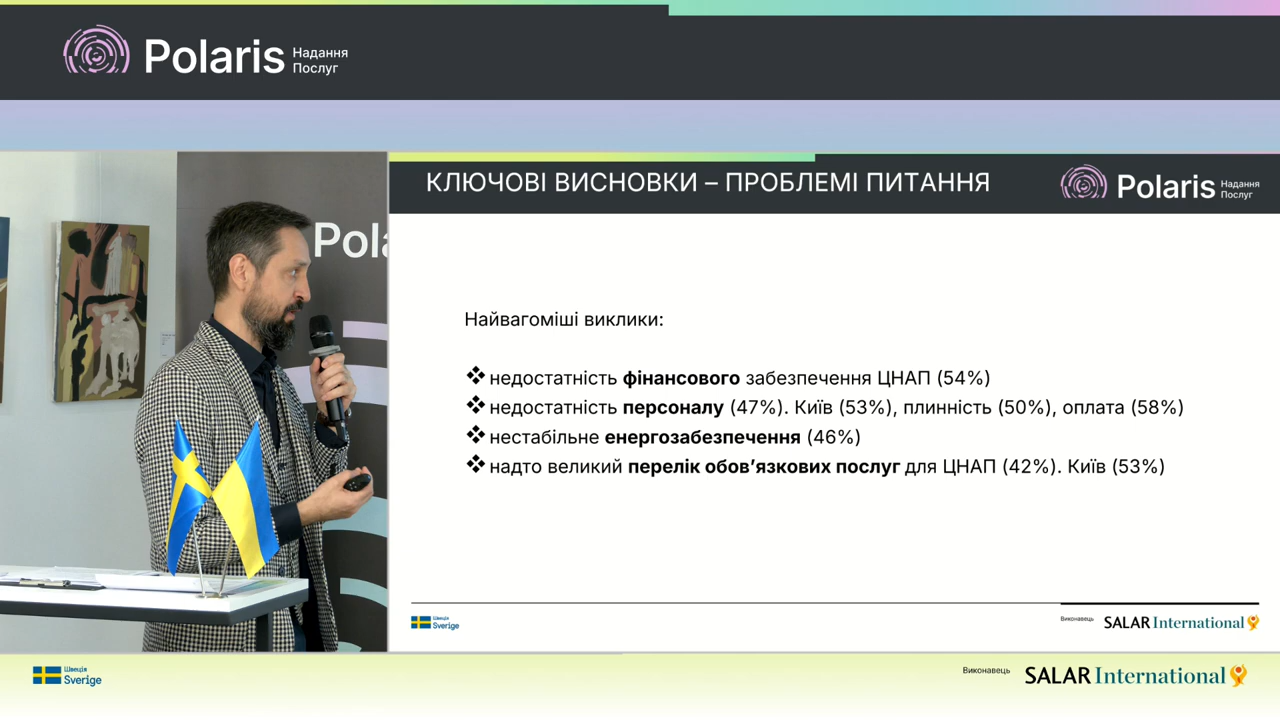 Polaris Надання
Послуг
Pola
КЛЮЧОВІ ВИСНОВКИ – ПРОБЛЕМІ ПИТАННЯ
Polaris Надання
Послуг
Найвагоміші виклики:
❖ недостатність фінансового забезпечення ЦНАП (54%)
❖ недостатність персоналу (47%). Київ (53%), плинність (50%), оплата (58%)
❖ нестабільне енергозабезпечення (46%)
❖ надто великий перелік обов’язкових послуг для ЦНАП (42%). Київ (53%)
Швеція
Sverige
Виконавець SALAR International
Швеція
Sverige
Виконавець SALAR International